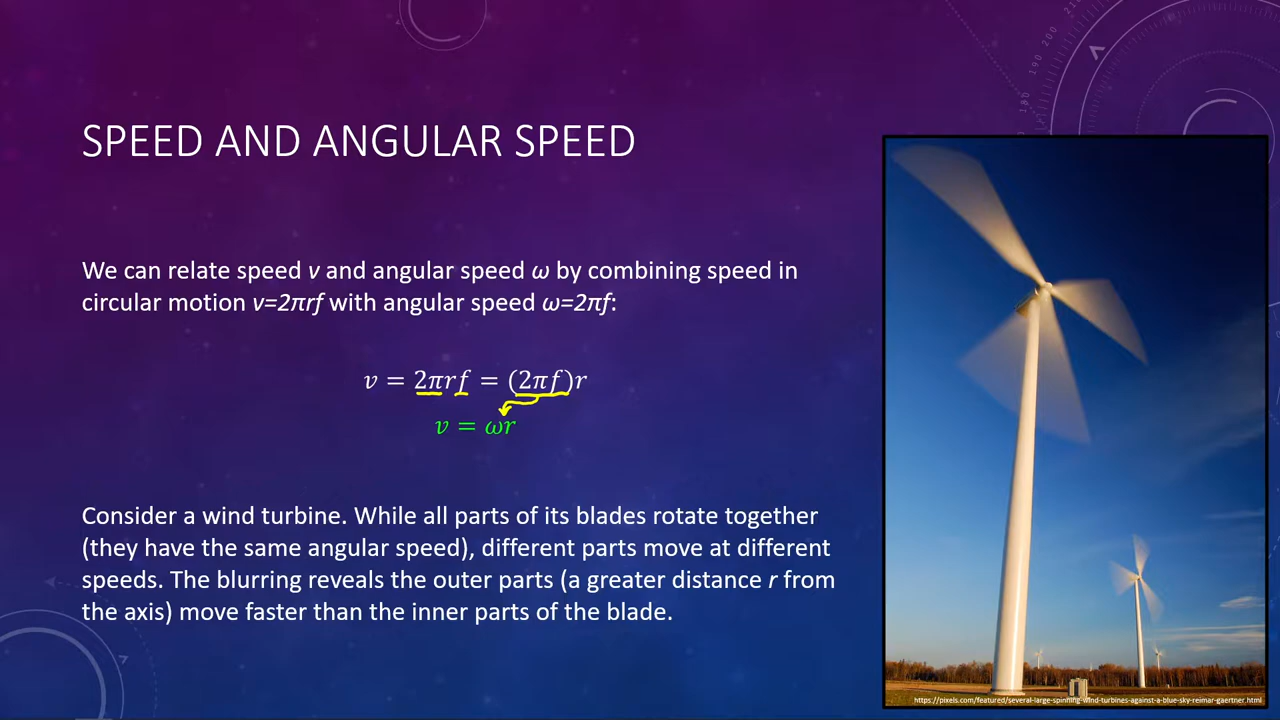 SPEED AND ANGULAR SPEED
We can relate speed v and angular speed ω by combining speed in
circular motion v=2πrf with angular speed ω=2πf:
v = 2πrf = (2πf)r
v = ωr
Consider a wind turbine. While all parts of its blades rotate together
(they have the same angular speed), different parts move at different
speeds. The blurring reveals the outer parts (a greater distance r from
the axis) move faster than the inner parts of the blade.
180 190 200 210
https://pixels.com/featured/several-large-spinning-wind-turbines-against-a-blue-sky-reimar-gaertner.html